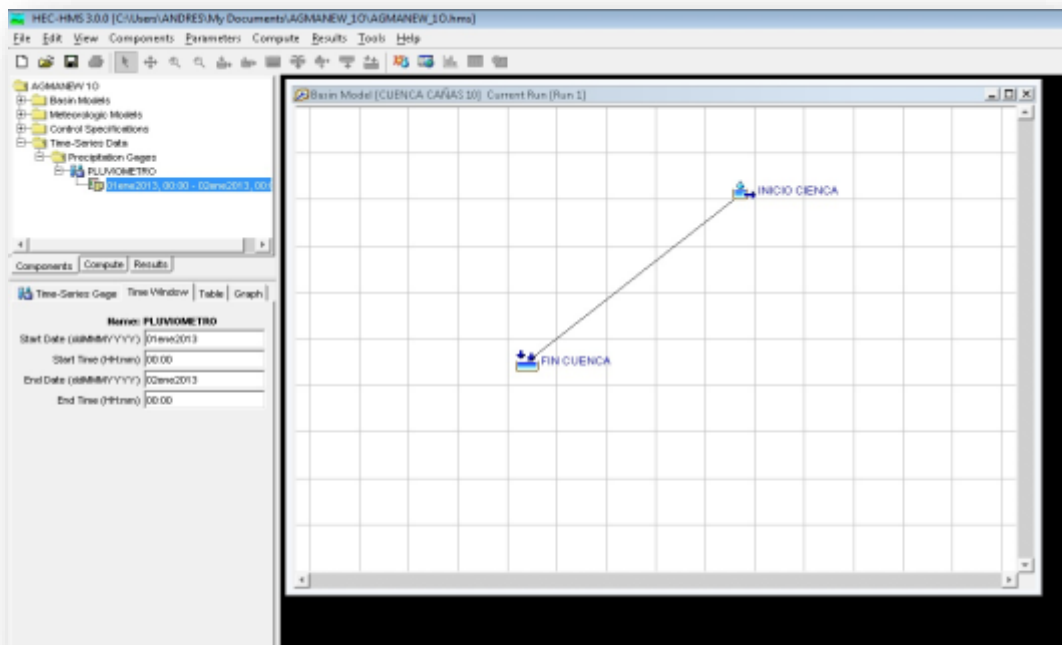 HEC-HMS 3.0.0 [C:\Users\ANDRES\My Documents\AGMANEW_1O\AGMANEW_1O.hms]
File Edit View Components Parameters Compute Results Tools Help
AGMANEW 1O
Basin Models
Meteorologic Models
Control Specifications
Time-Series Data
Precipitation Gages
PLUVIOMETRO
01ene2013, 00:00 - 02ene2013, 00:
Components Compute Results
Time-Series Gage Time Window Table Graph
Name: PLUVIOMETRO
Start Date (ddMMMYYYY) 01ene2013
Start Time (HH:mm) 00:00
End Date (ddMMMYYYY) 02ene2013
End Time (HH:mm) 00:00
Basin Model [CUENCA CAÑAS 10] Current Run [Run 1]
INICIO CIENCA
FIN CUENCA